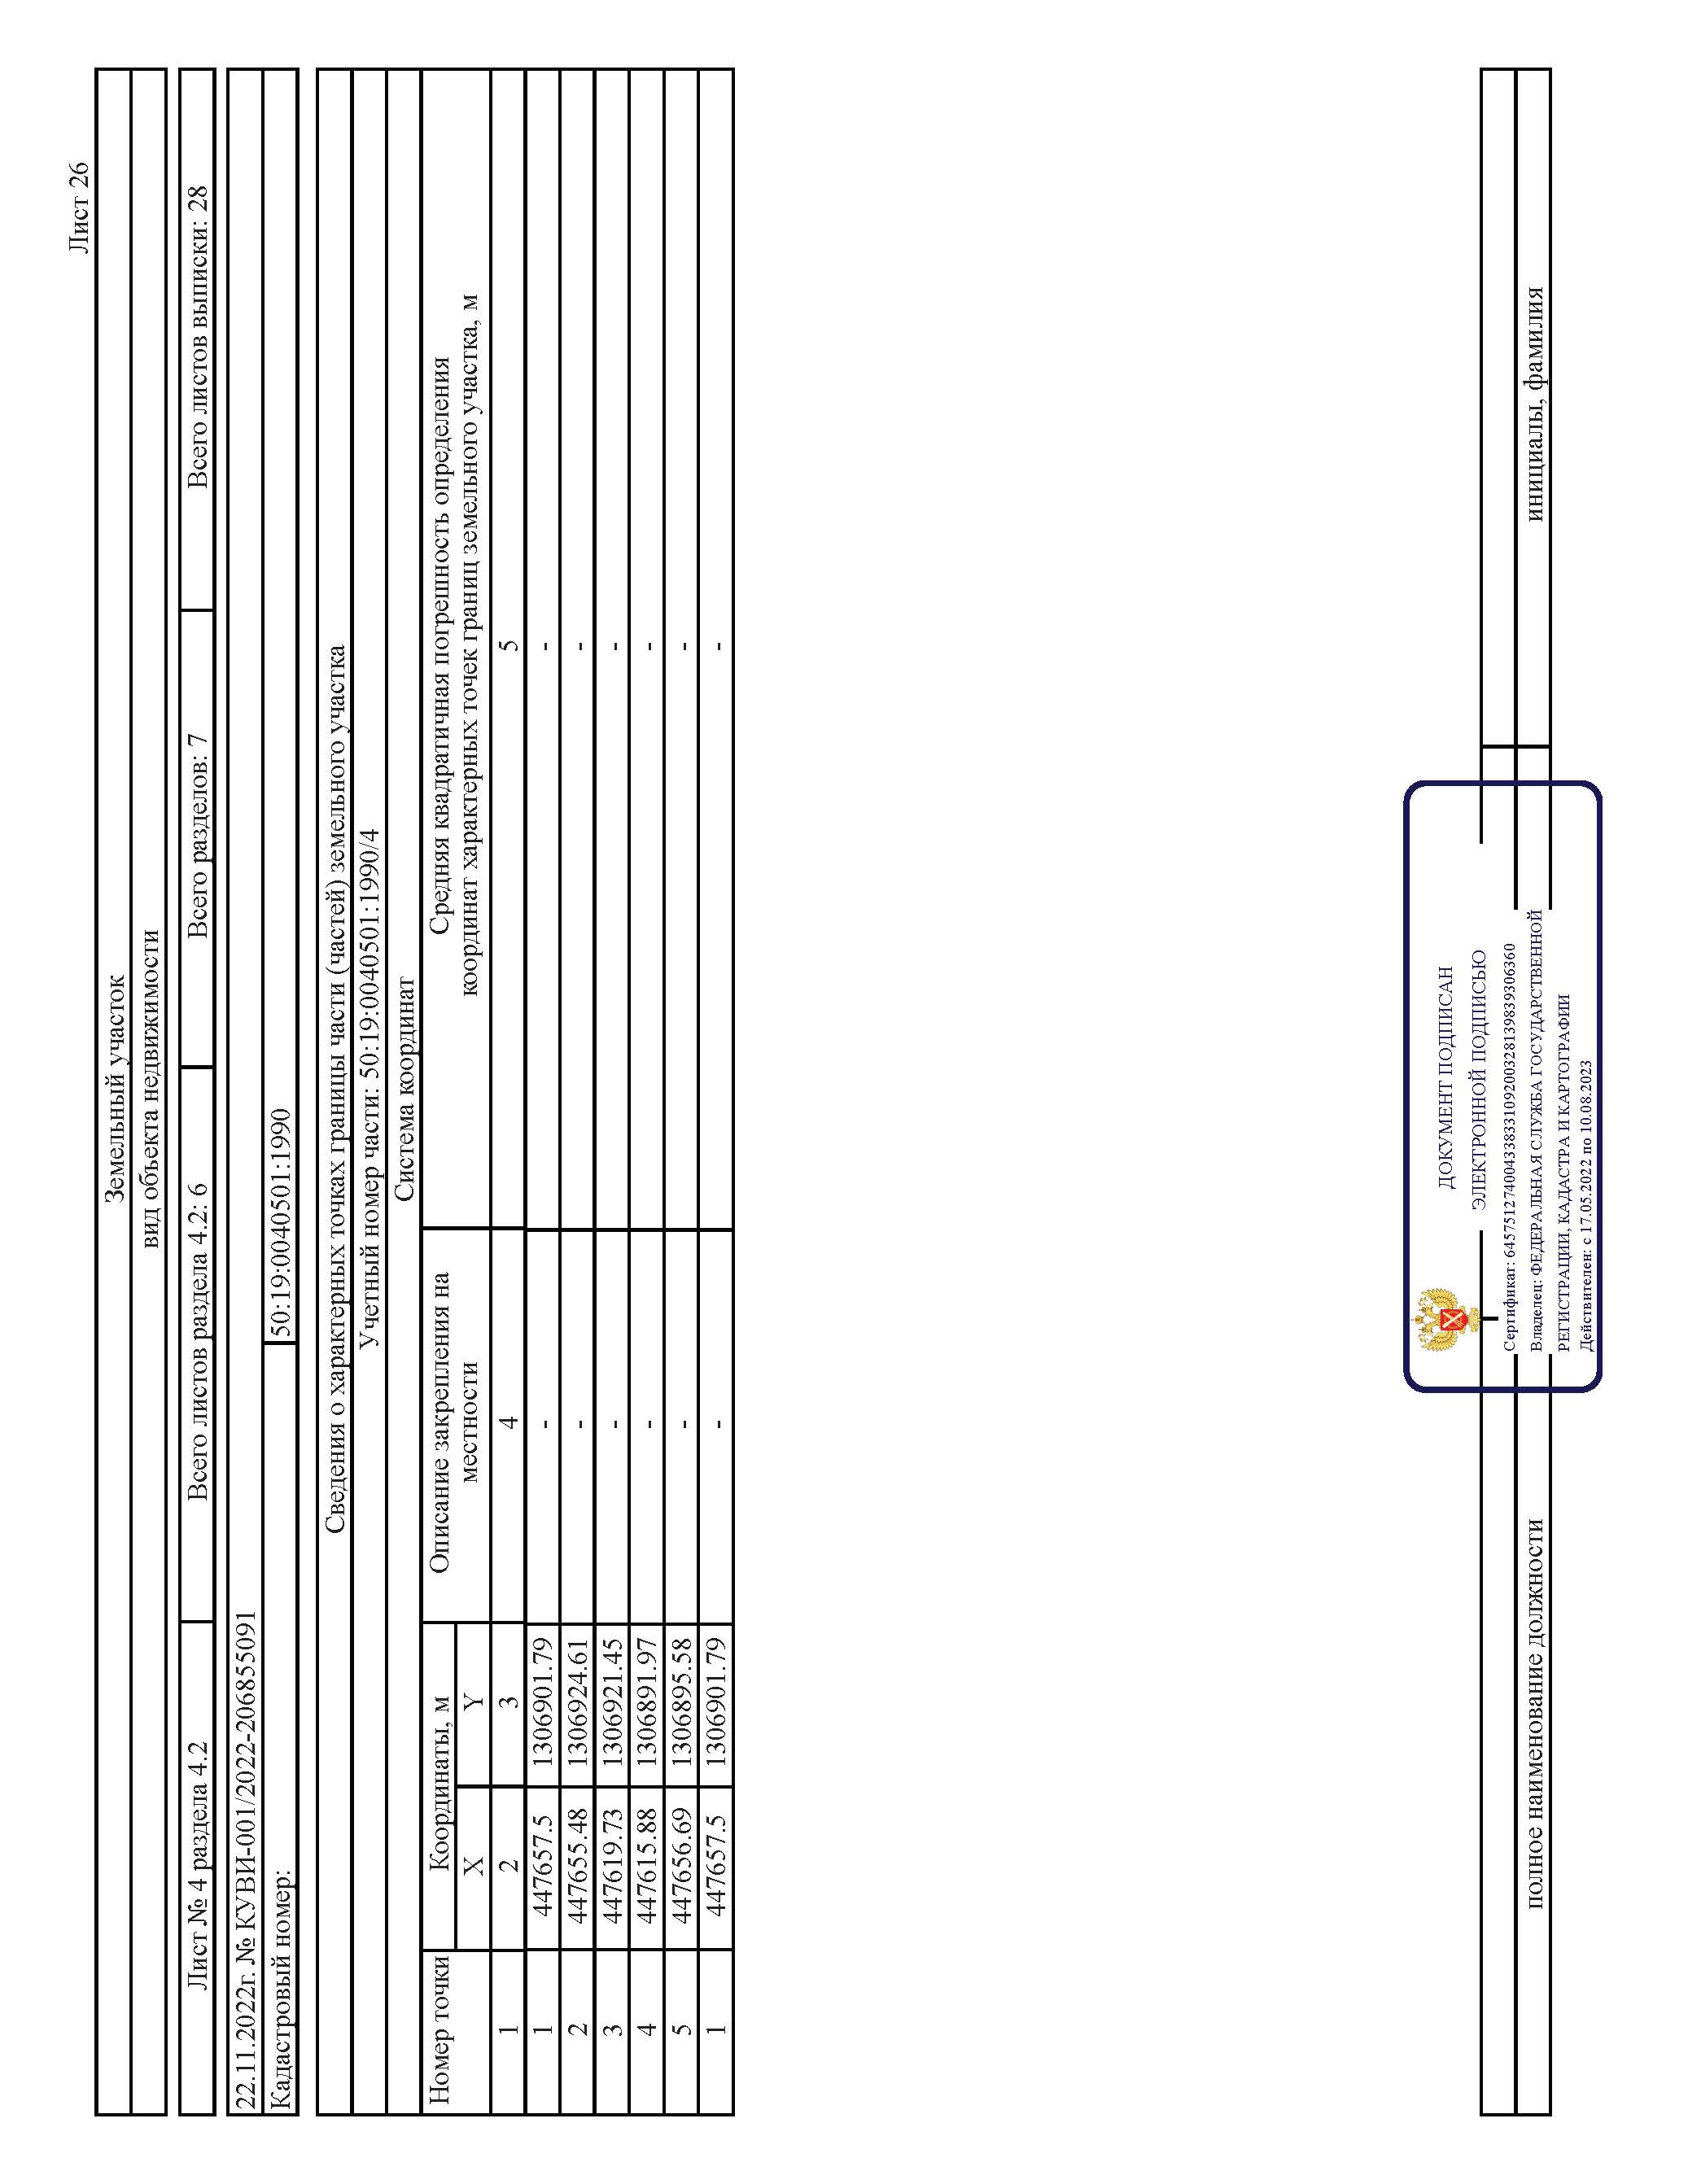 Лист 26
Земельный участок
вид объекта недвижимости
Лист № 4 раздела 4.2 Всего листов раздела 4.2: 6 Всего разделов: 7 Всего листов выписки: 28
22.11.2022г. № КУВИ-001/2022-206855091
Кадастровый номер: 50:19:0040501:1990
Сведения о характерных точках границы части (частей) земельного участка
Учетный номер части: 50:19:0040501:1990/4
Система координат
Номер точки Координаты, м Описание закрепления на местности Средняя квадратичная погрешность определения
координат характерных точек границ земельного участка, м
X Y
1 2 3 4 5
1 447657.5 1306901.79 - -
2 447655.48 1306924.61 - -
3 447619.73 1306921.45 - -
4 447615.88 1306891.97 - -
5 447656.69 1306895.58 - -
1 447657.5 1306901.79 - -
ДОКУМЕНТ ПОДПИСАН
ЭЛЕКТРОННОЙ ПОДПИСЬЮ
Сертификат: 645751274004338331092003281398393063​60
Владелец: ФЕДЕРАЛЬНАЯ СЛУЖБА ГОСУДАРСТВЕННОЙ
РЕГИСТРАЦИИ, КАДАСТРА И КАРТОГРАФИИ
Действителен: с 17.05.2022 по 10.08.2023
полное наименование должности инициалы, фамилия